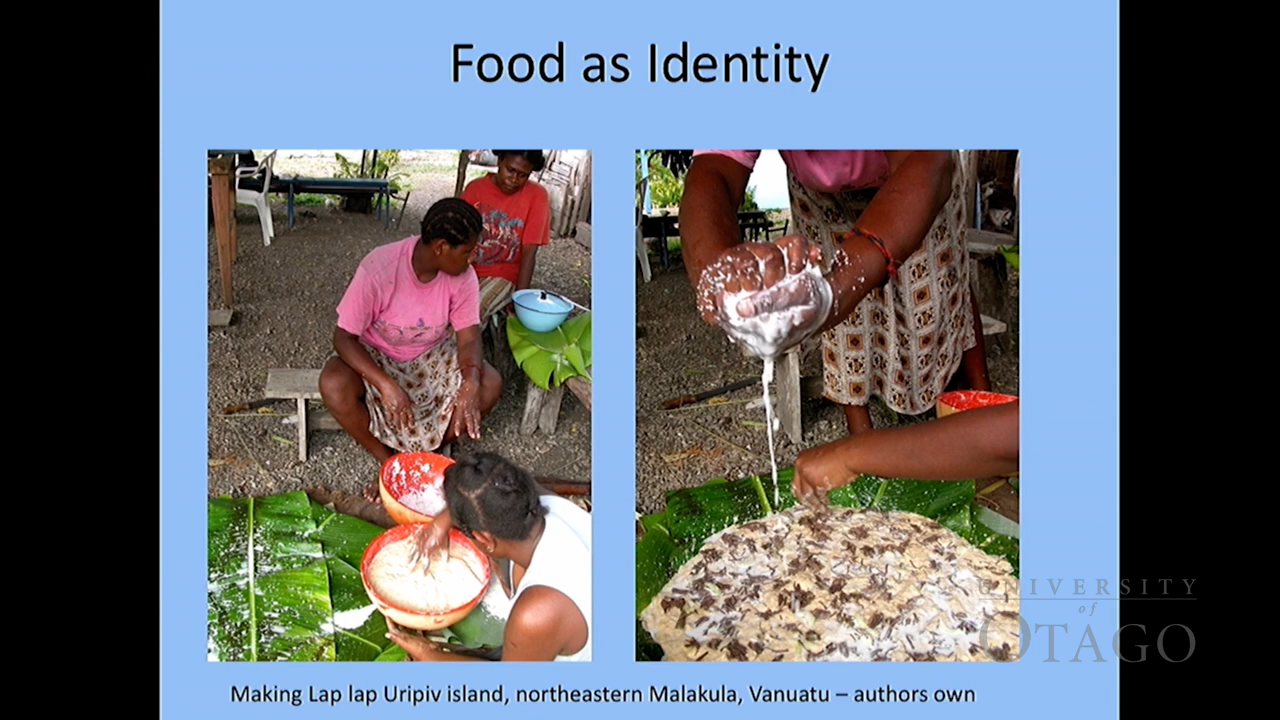 Food as Identity
UNIVERSITY
of
OTAGO
Making Lap lap Uripiv island, northeastern Malakula, Vanuatu – authors own